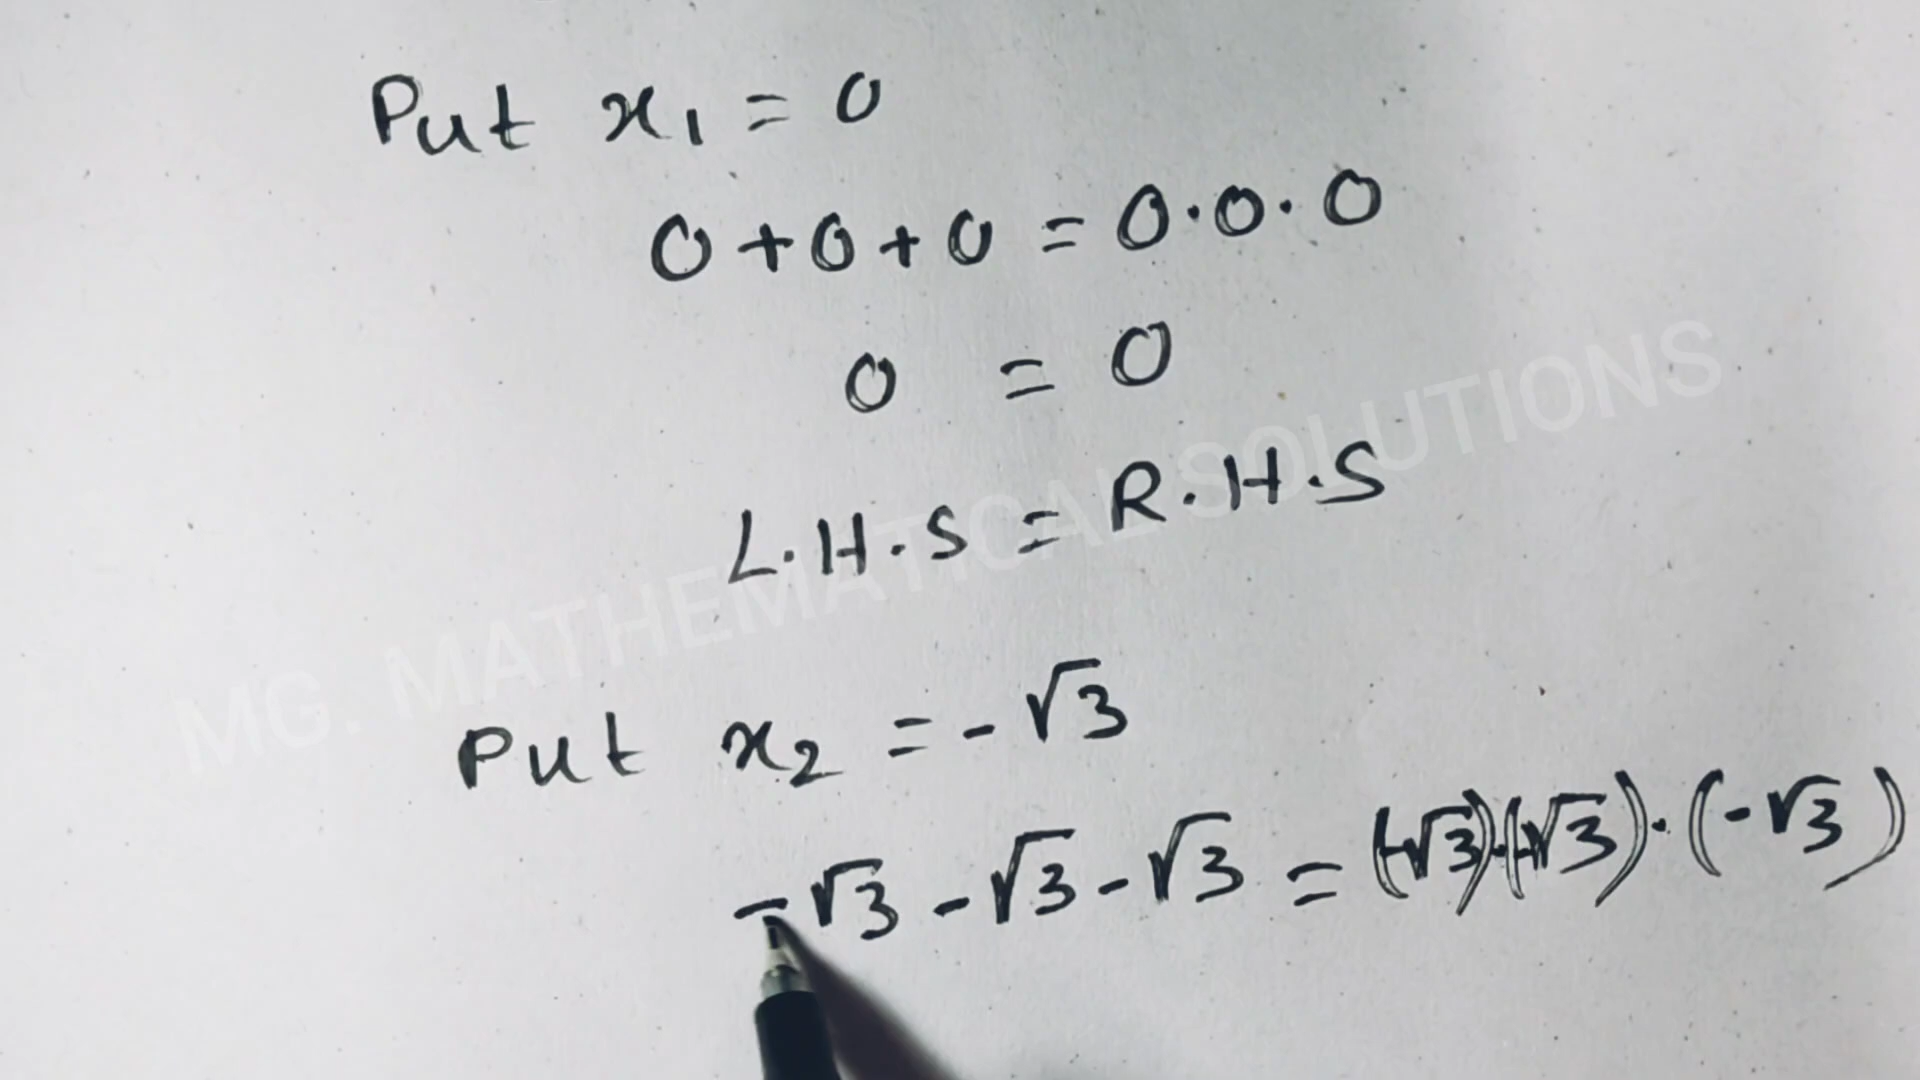 Put x₁ = 0
0 + 0 + 0 = 0 · 0 · 0
0 = 0
L.H.S = R.H.S
MG. MATHEMATICAL SOLUTIONS
Put x₂ = - √3
- √3 - √3 - √3 = (-√3) · (-√3) · (-√3)